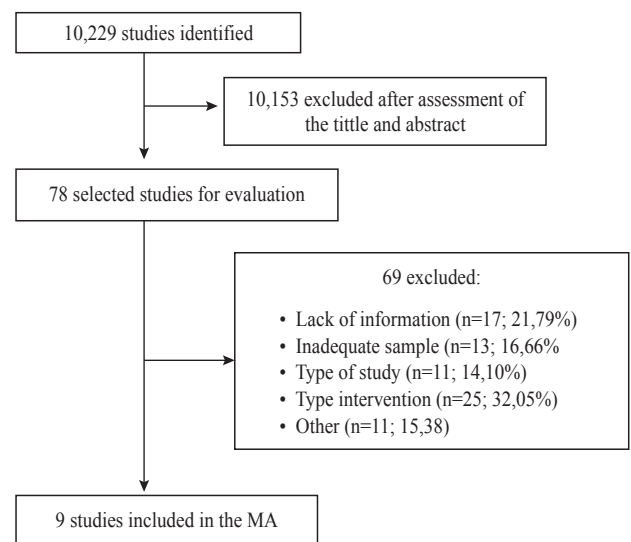 10,229 studies identified
10,153 excluded after assessment of
the tittle and abstract
78 selected studies for evaluation
69 excluded:
• Lack of information (n=17; 21,79%)
• Inadequate sample (n=13; 16,66%
• Type of study (n=11; 14,10%)
• Type intervention (n=25; 32,05%)
• Other (n=11; 15,38)
9 studies included in the MA